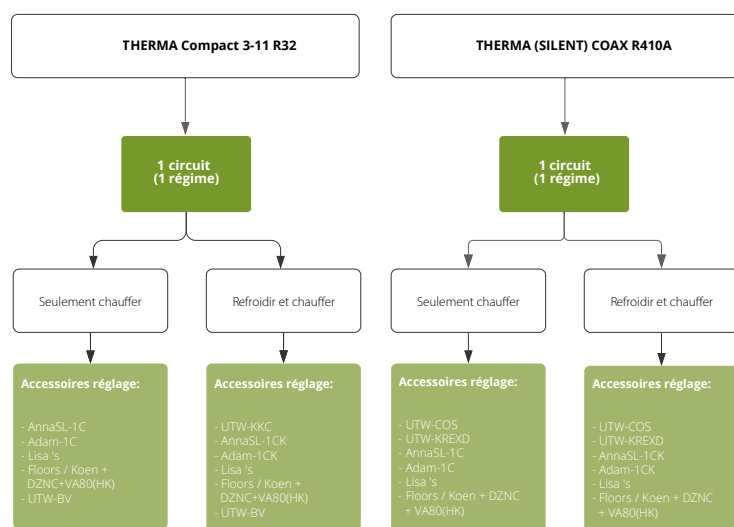 THERMA Compact 3-11 R32
THERMA (SILENT) COAX R410A
1 circuit
(1 régime)
1 circuit
(1 régime)
Seulement chauffer
Refroidir et chauffer
Seulement chauffer
Refroidir et chauffer
Accessoires réglage:
- AnnaSL-1C
- Adam-1C
- Lisa 's
- Floors / Koen +
DZNC+VA80(HK)
- UTW-BV
Accessoires réglage:
- UTW-KKC
- AnnaSL-1CK
- Adam-1CK
- Lisa 's
- Floors / Koen +
DZNC+VA80(HK)
- UTW-BV
Accessoires réglage:
- UTW-COS
- UTW-KREXD
- AnnaSL-1C
- Adam-1C
- Lisa 's
- Floors / Koen + DZNC
+ VA80(HK)
Accessoires réglage:
- UTW-COS
- UTW-KREXD
- AnnaSL-1CK
- Adam-1CK
- Lisa 's
- Floors / Koen + DZNC
+ VA80(HK)